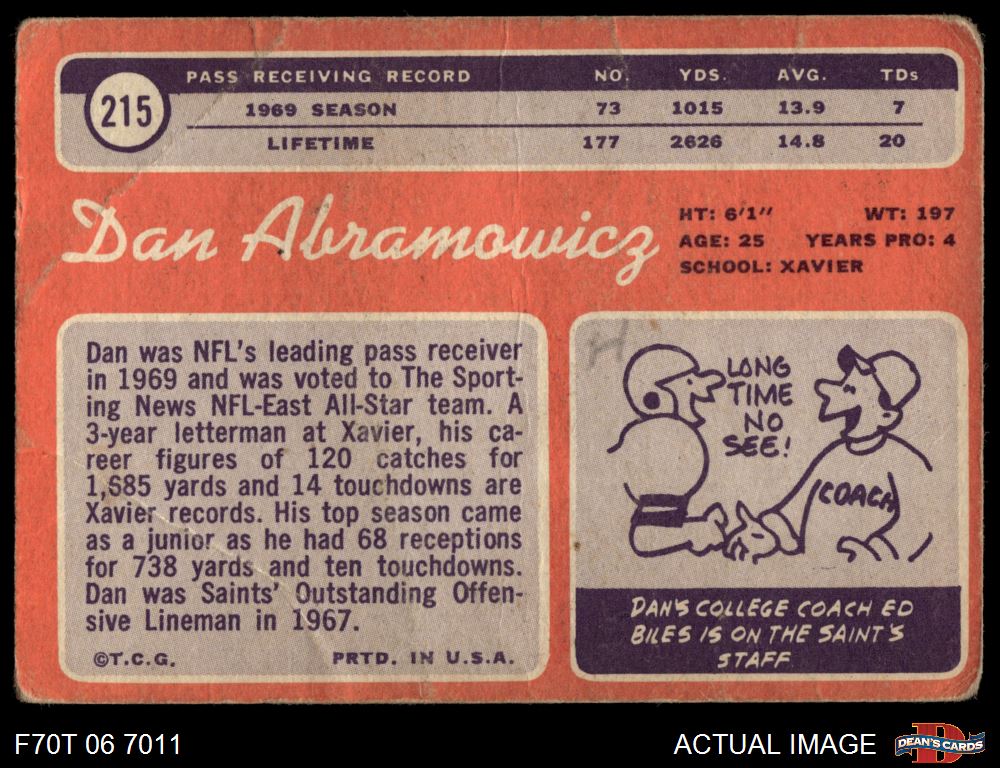 PASS RECEIVING RECORD NO. YDS. AVG. TDs
215
1969 SEASON 73 1015 13.9 7
LIFETIME 177 2626 14.8 20
Dan Abramowicz
HT: 6'1" WT: 197
AGE: 25 YEARS PRO: 4
SCHOOL: XAVIER
Dan was NFL's leading pass receiver
in 1969 and was voted to The Sport-
ing News NFL-East All-Star team. A
3-year letterman at Xavier, his ca-
reer figures of 120 catches for
1,685 yards and 14 touchdowns are
Xavier records. His top season came
as a junior as he had 68 receptions
for 738 yards and ten touchdowns.
Dan was Saints' Outstanding Offen-
sive Lineman in 1967.
©T.C.G. PRTD. IN U.S.A.
H
LONG
TIME
NO
SEE!
COACH
DAN'S COLLEGE COACH ED
BILES IS ON THE SAINT'S
STAFF
F70T 06 7011
ACTUAL IMAGE
D
DEAN'S CARDS